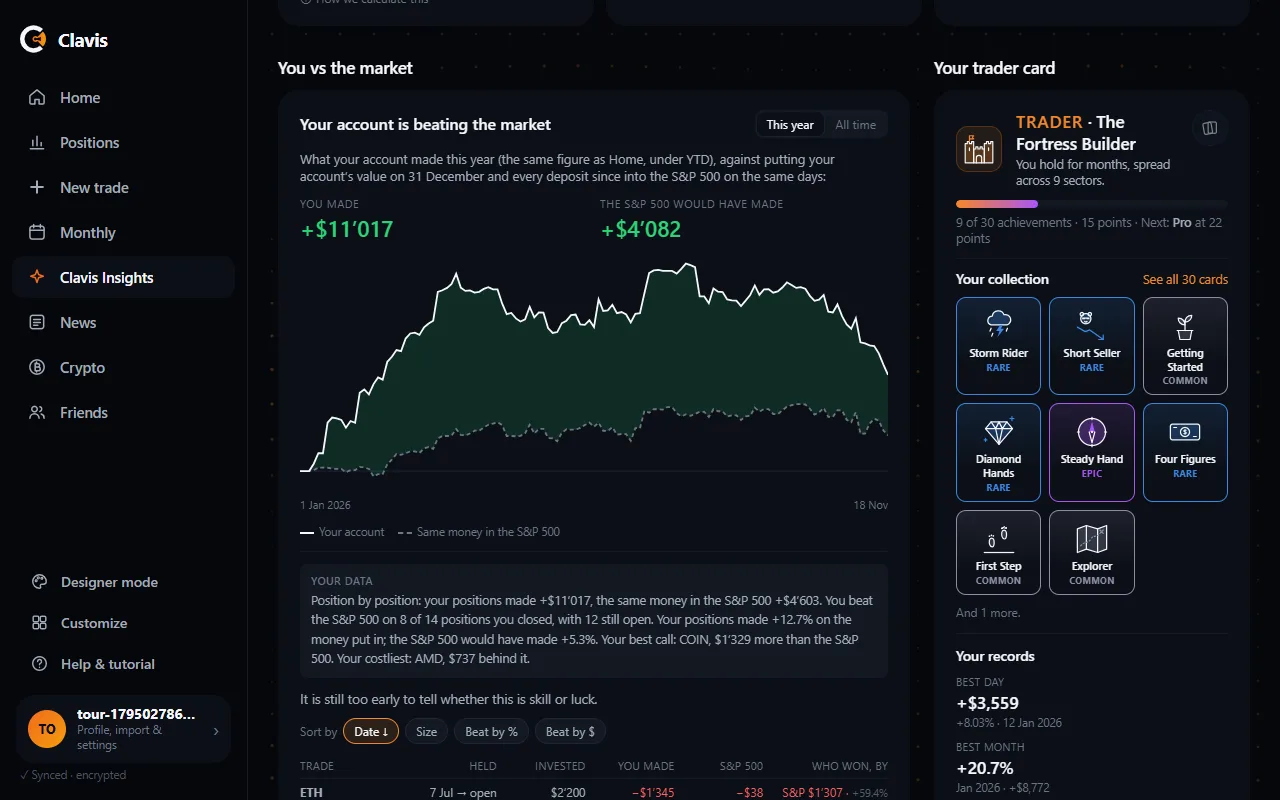 Clavis
Home
Positions
New trade
Monthly
Clavis Insights
News
Crypto
Friends
Designer mode
Customize
Help & tutorial
TO
tour-179502786...
Profile, import &
settings
✓ Synced · encrypted
How we calculate this
You vs the market
Your account is beating the market
This year
All time
What your account made this year (the same figure as Home, under YTD), against putting your
account's value on 31 December and every deposit since into the S&P 500 on the same days:
YOU MADE
THE S&P 500 WOULD HAVE MADE
+$11’017
+$4’082
1 Jan 2026
18 Nov
Your account
Same money in the S&P 500
YOUR DATA
Position by position: your positions made +$11’017, the same money in the S&P 500 +$4’603. You beat
the S&P 500 on 8 of 14 positions you closed, with 12 still open. Your positions made +12.7% on the
money put in; the S&P 500 would have made +5.3%. Your best call: COIN, $1’329 more than the S&P
500. Your costliest: AMD, $737 behind it.
It is still too early to tell whether this is skill or luck.
Sort by
Date ↓
Size
Beat by %
Beat by $
TRADE
HELD
INVESTED
YOU MADE
S&P 500
WHO WON, BY
ETH
7 Jul → open
$2’200
−$1’345
−$38
S&P $1’307 · +59.4%
Your trader card
TRADER · The
Fortress Builder
You hold for months, spread
across 9 sectors.
9 of 30 achievements · 15 points · Next: Pro at 22
points
Your collection
See all 30 cards
Storm Rider
RARE
Short Seller
RARE
Getting
Started
COMMON
Diamond
Hands
RARE
Steady Hand
EPIC
Four Figures
RARE
First Step
COMMON
Explorer
COMMON
And 1 more.
Your records
BEST DAY
+$3,559
+8.03% · 12 Jan 2026
BEST MONTH
+20.7%
Jan 2026 · +$8,772